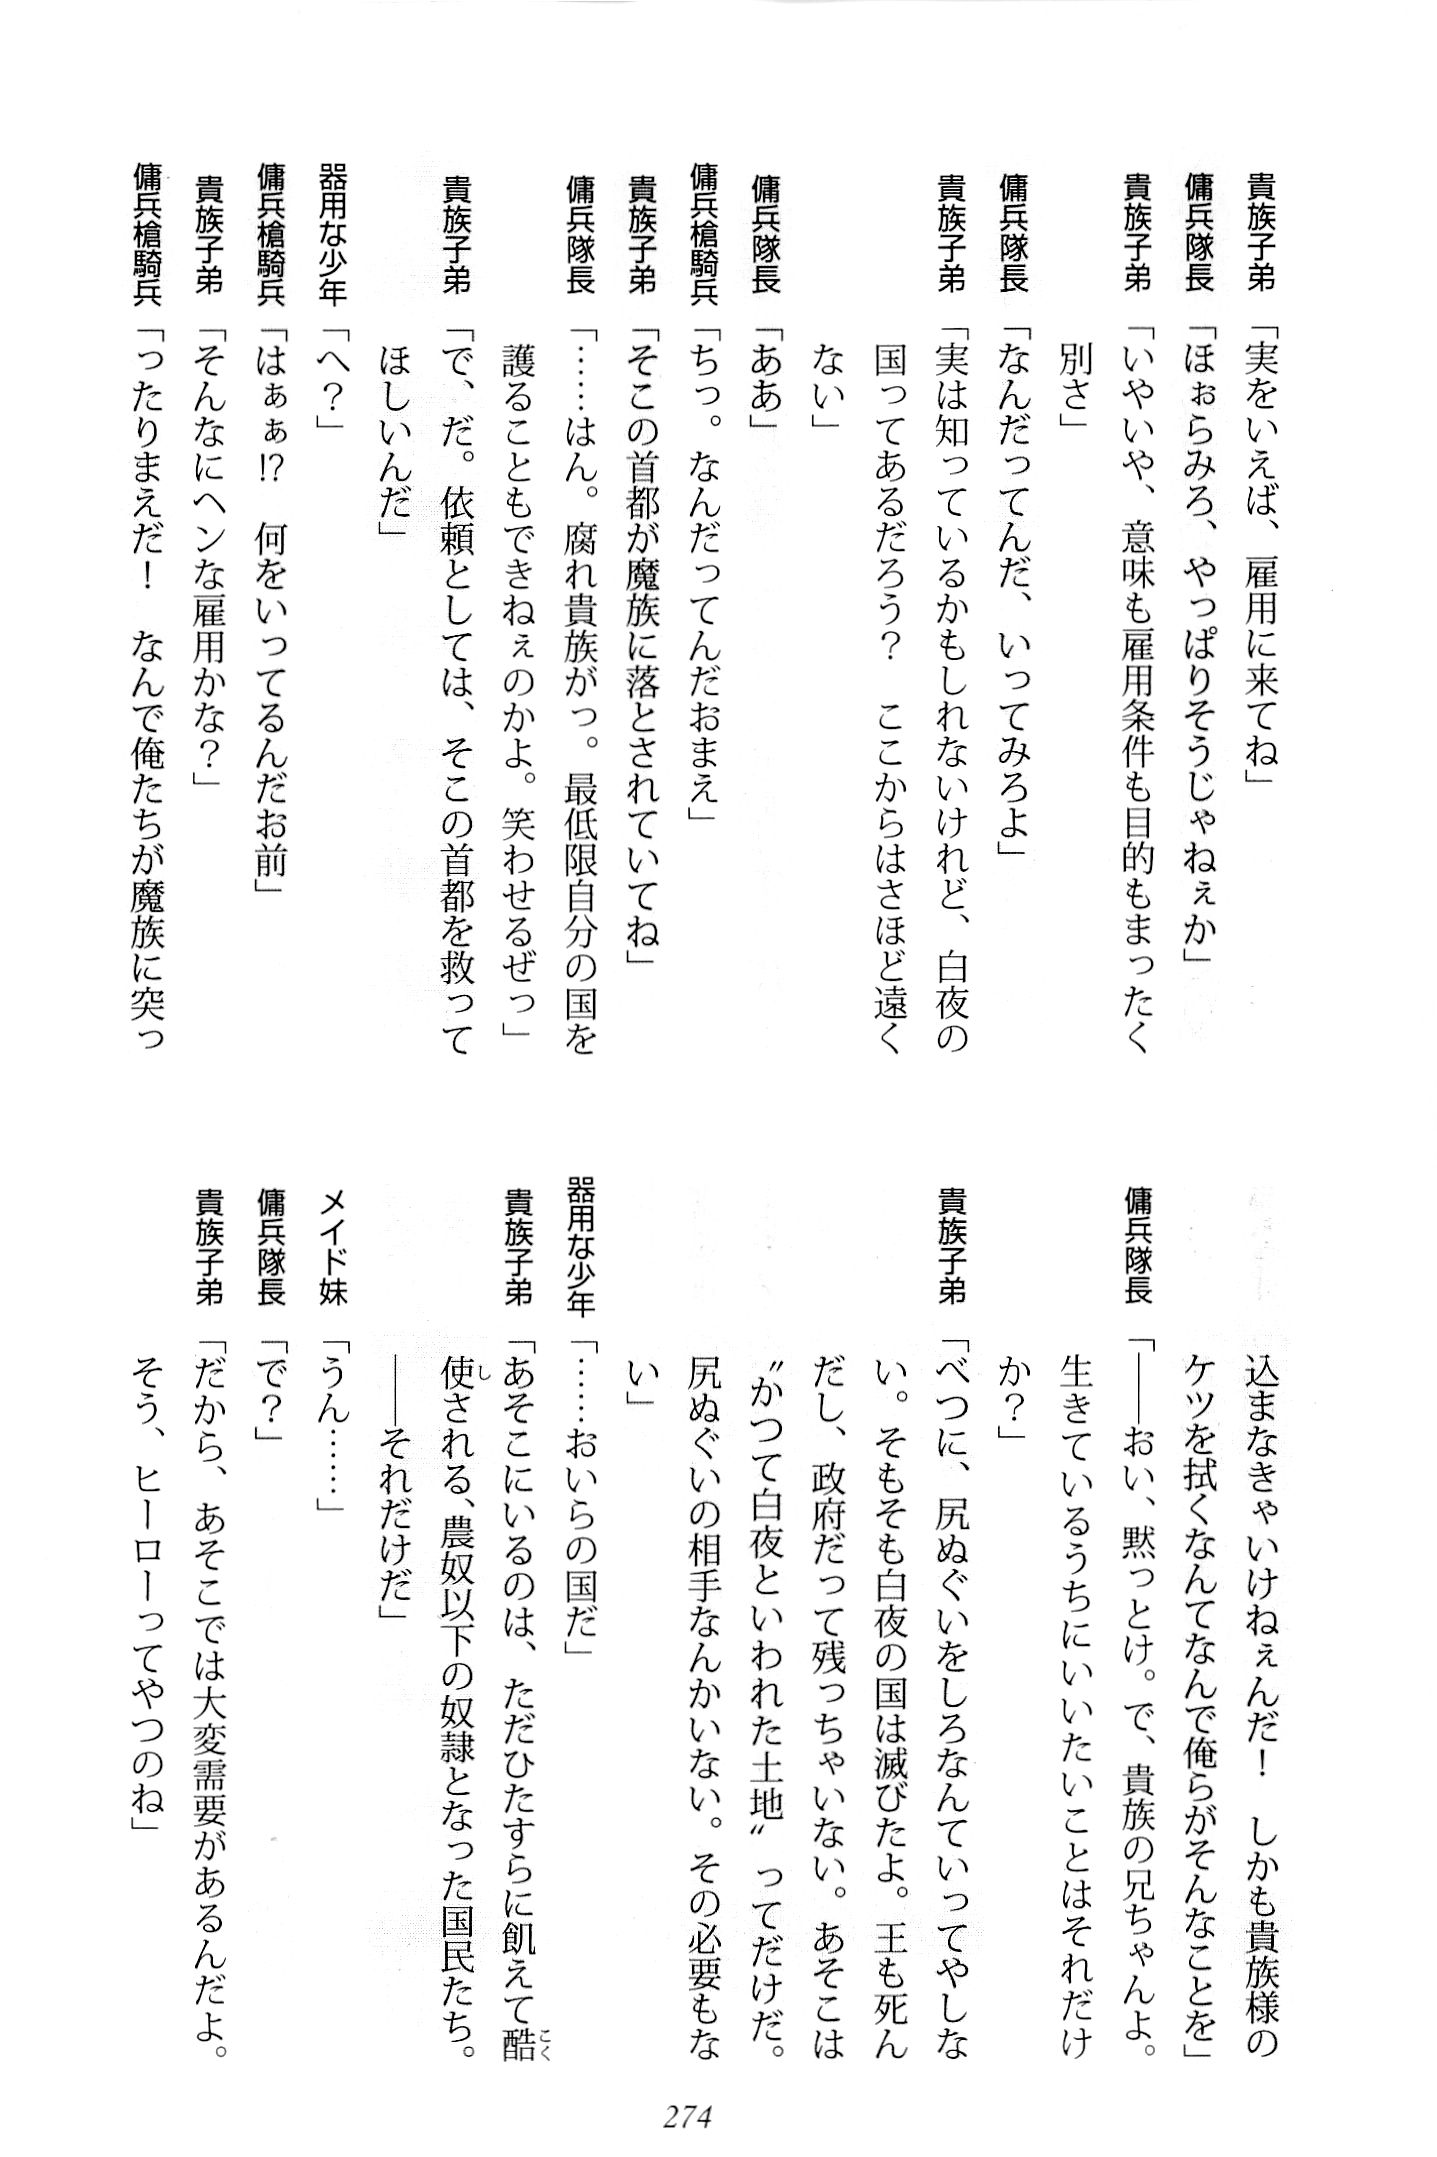 貴族子弟「実をいえば、雇用に来てね」
傭兵隊長「ほぉらみろ、やっぱりそうじゃねぇか」
貴族子弟「いやいや、意味も雇用条件も目的もまったく
別さ」
傭兵隊長「なんだってんだ、いってみろよ」
貴族子弟「実は知っているかもしれないけれど、白夜の
国ってあるだろう？　ここからはさほど遠く
ない」
傭兵隊長「ああ」
傭兵槍騎兵「ちっ。なんだってんだおまえ」
貴族子弟「そこの首都が魔族に落とされていてね」
傭兵隊長「……はん。腐れ貴族がっ。最低限自分の国を
護ることもできねぇのかよ。笑わせるぜっ」
貴族子弟「で、だ。依頼としては、そこの首都を救って
ほしいんだ」
器用な少年「へ？」
傭兵槍騎兵「はぁぁ!?　何をいってるんだお前」
貴族子弟「そんなにヘンな雇用かな？」
傭兵槍騎兵「ったりまえだ！　なんで俺たちが魔族に突っ
込まなきゃいけねぇんだ！　しかも貴族様の
ケツを拭くなんてなんで俺らがそんなことを」
傭兵隊長「――おい、黙っとけ。で、貴族の兄ちゃんよ。
生きているうちにいいたいことはそれだけ
か？」
貴族子弟「べつに、尻ぬぐいをしろなんていってやしな
い。そもそも白夜の国は滅びたよ。王も死ん
だし、政府だって残っちゃいない。あそこは
〝かつて白夜といわれた土地〟ってだけだ。
尻ぬぐいの相手なんかいない。その必要もな
い」
器用な少年「……おいらの国だ」
貴族子弟「あそこにいるのは、ただひたすらに飢えて酷こく
使しされる、農奴以下の奴隷となった国民たち。
――それだけだ」
メイド妹「うん……」
傭兵隊長「で？」
貴族子弟「だから、あそこでは大変需要があるんだよ。
そう、ヒーローってやつのね」
274